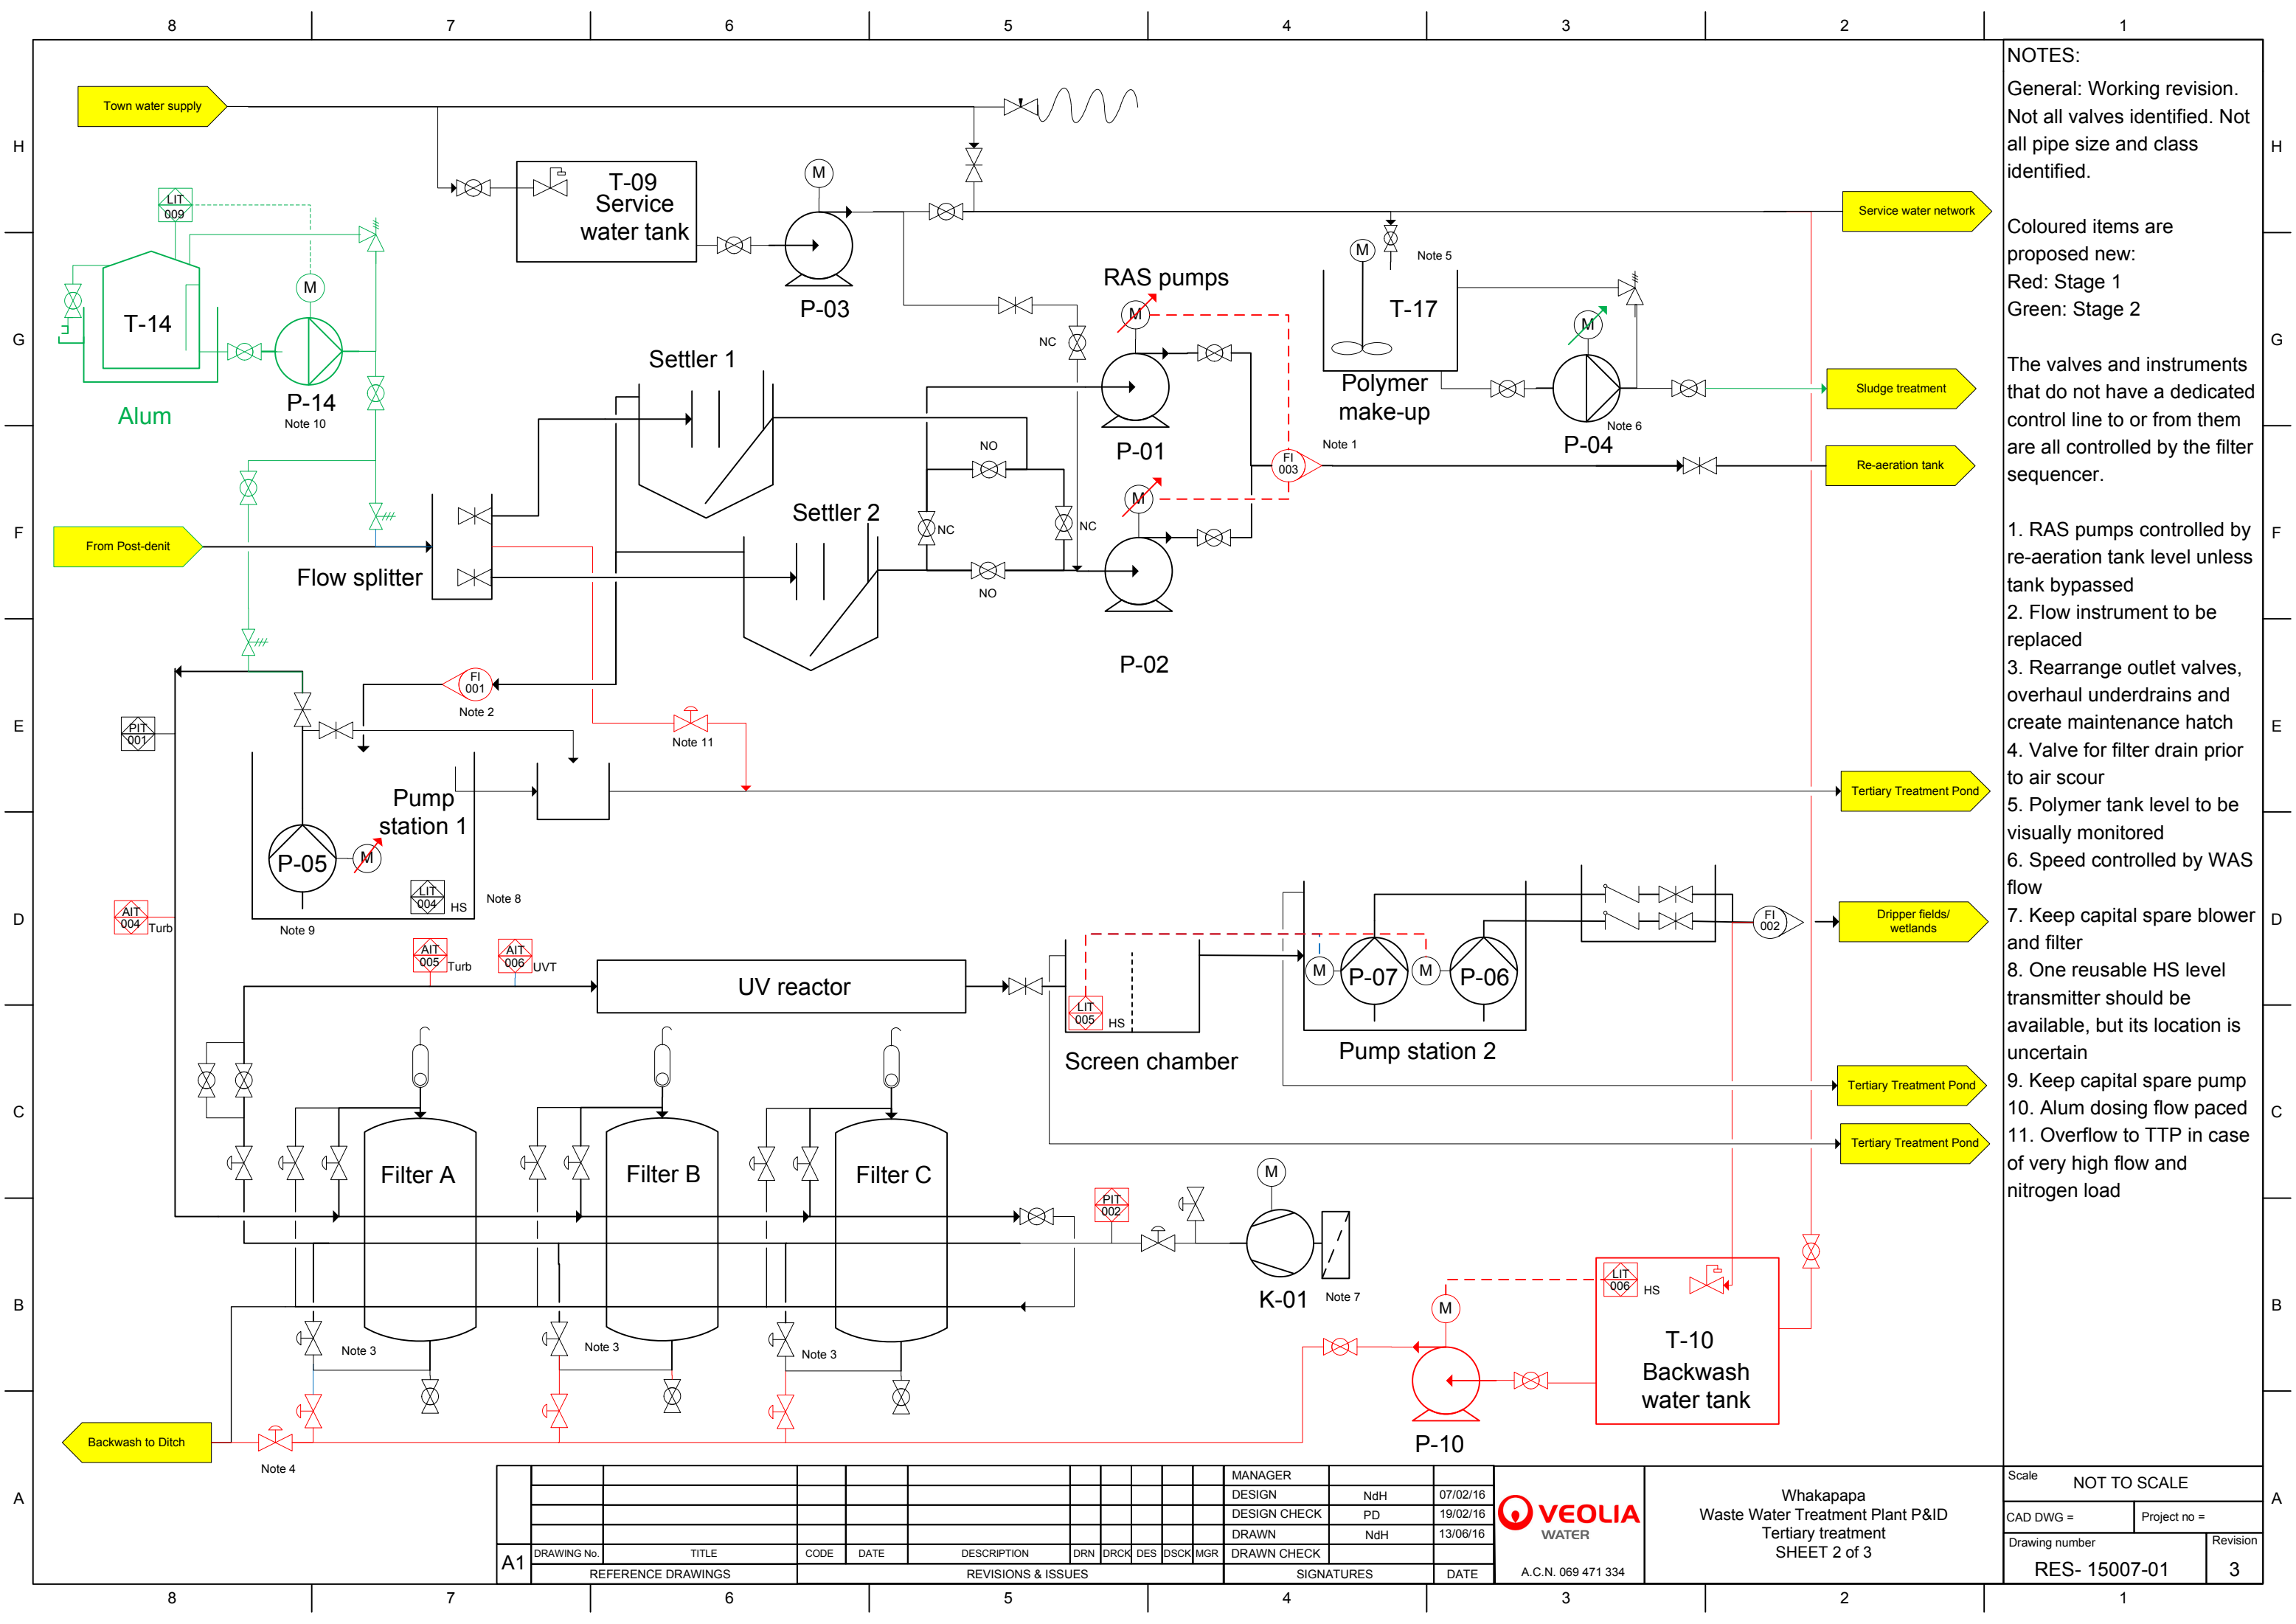 8 7 6 5 4 3 2 1
H
G
F
E
D
C
B
A
H
G
F
E
D
C
B
A
Town water supply
T-09
Service
water tank
M
P-03
Service water network
LIT
009
T-14
M
P-14
Note 10
Alum
RAS pumps
M
P-01
NC
M
P-02
M
Note 5
T-17
Polymer
make-up
M
Note 6
P-04
Sludge treatment
Settler 1
Settler 2
NO
NC
NC
NO
FI
003
Note 1
Re-aeration tank
From Post-denit
Flow splitter
FI
001
Note 2
Note 11
PIT
001
Pump
station 1
P-05
M
LIT
004
HS
Note 8
Note 9
Tertiary Treatment Pond
AIT
004
Turb
AIT
005
Turb
AIT
006
UVT
UV reactor
LIT
005
HS
Screen chamber
M
P-07
M
P-06
Pump station 2
FI
002
Dripper fields/
wetlands
Tertiary Treatment Pond
Tertiary Treatment Pond
Filter A
Filter B
Filter C
PIT
002
M
K-01
Note 7
Note 3
Note 3
Note 3
LIT
006
HS
M
T-10
Backwash
water tank
P-10
Backwash to Ditch
Note 4
NOTES:
General: Working revision.
Not all valves identified. Not
all pipe size and class
identified.
Coloured items are
proposed new:
Red: Stage 1
Green: Stage 2
The valves and instruments
that do not have a dedicated
control line to or from them
are all controlled by the filter
sequencer.
1. RAS pumps controlled by
re-aeration tank level unless
tank bypassed
2. Flow instrument to be
replaced
3. Rearrange outlet valves,
overhaul underdrains and
create maintenance hatch
4. Valve for filter drain prior
to air scour
5. Polymer tank level to be
visually monitored
6. Speed controlled by WAS
flow
7. Keep capital spare blower
and filter
8. One reusable HS level
transmitter should be
available, but its location is
uncertain
9. Keep capital spare pump
10. Alum dosing flow paced
11. Overflow to TTP in case
of very high flow and
nitrogen load
A1
DRAWING No. TITLE CODE DATE DESCRIPTION DRN DRCK DES DSCK MGR
REFERENCE DRAWINGS REVISIONS & ISSUES
MANAGER
DESIGN NdH 07/02/16
DESIGN CHECK PD 19/02/16
DRAWN NdH 13/06/16
DRAWN CHECK
SIGNATURES DATE
VEOLIA
WATER
A.C.N. 069 471 334
Whakapapa
Waste Water Treatment Plant P&ID
Tertiary treatment
SHEET 2 of 3
Scale NOT TO SCALE
CAD DWG = Project no =
Drawing number Revision
RES- 15007-01 3
8 7 6 5 4 3 2 1